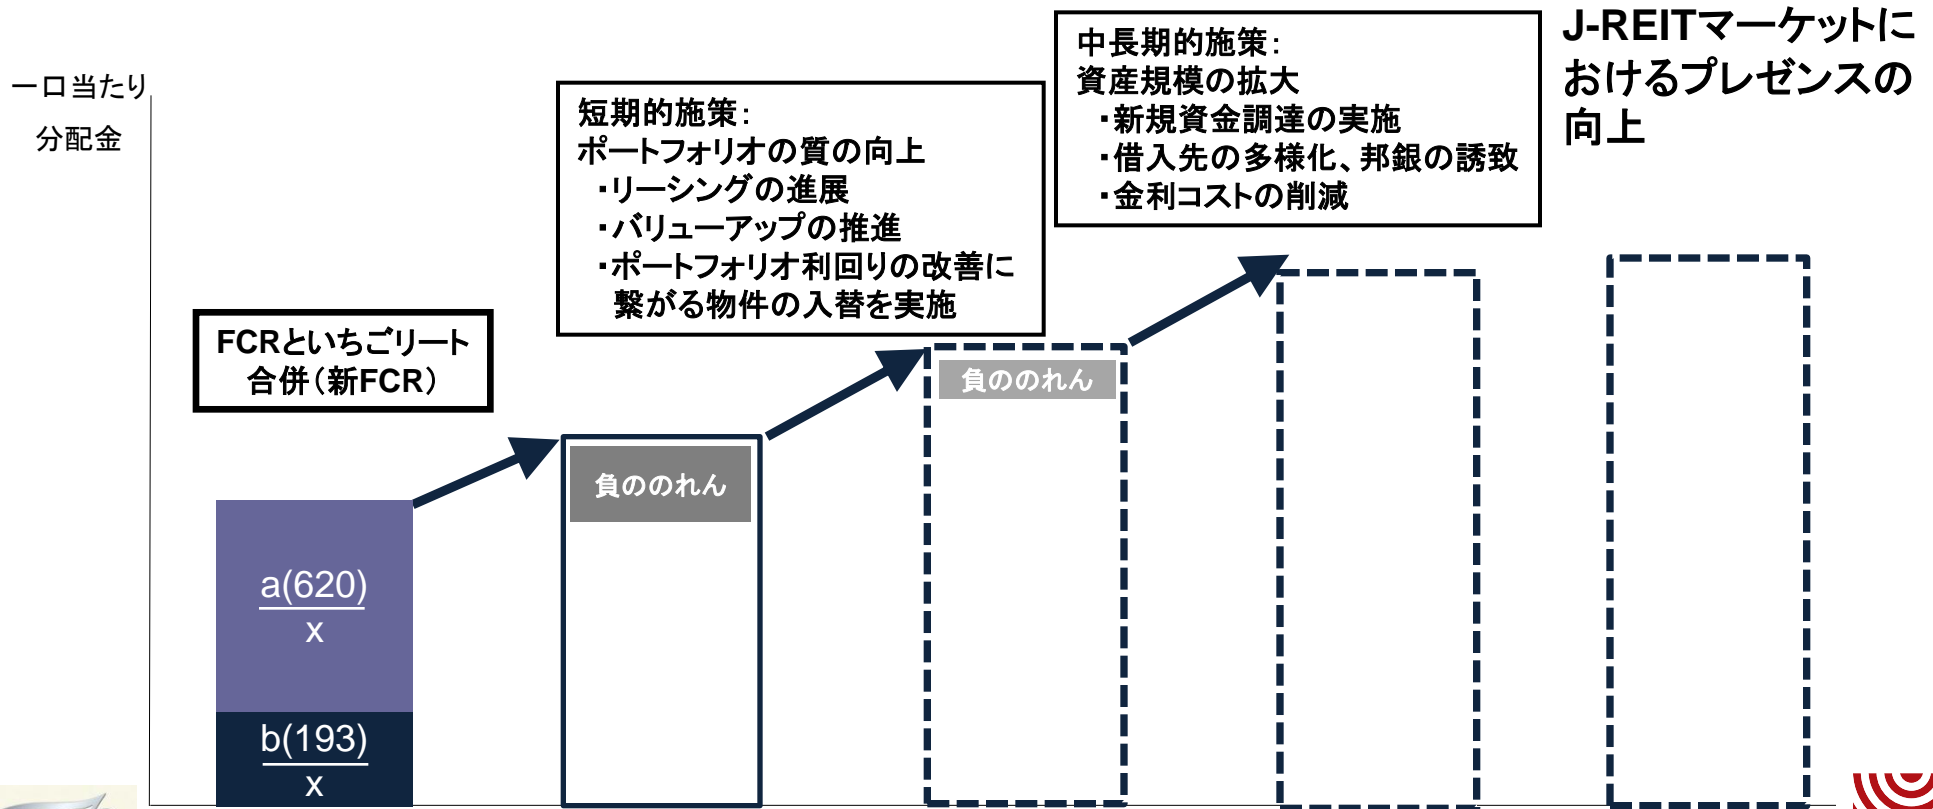 一口当たり
分配金
FCRといちごリート
合併（新FCR）
短期的施策：
ポートフォリオの質の向上
・リーシングの進展
・バリューアップの推進
・ポートフォリオ利回りの改善に
繋がる物件の入替を実施
中長期的施策：
資産規模の拡大
・新規資金調達の実施
・借入先の多様化、邦銀の誘致
・金利コストの削減
J-REITマーケットに
おけるプレゼンスの
向上
負ののれん
負ののれん
a(620)
x
b(193)
x